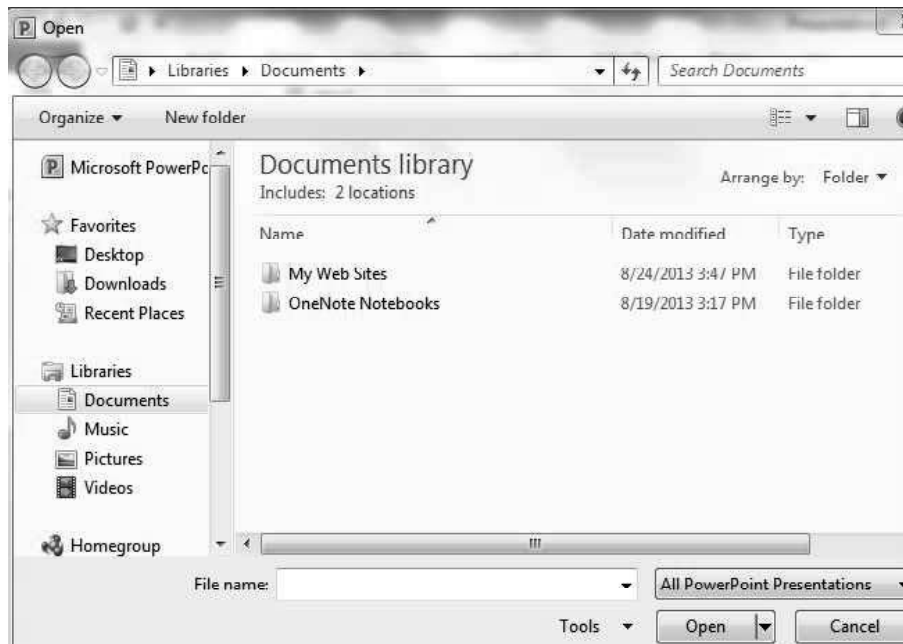 Open
Libraries Documents Search Documents
Organize New folder
Microsoft PowerPc
Favorites
Desktop
Downloads
Recent Places
Libraries
Documents
Music
Pictures
Videos
Homegroup
Documents library
Includes: 2 locations
Arrange by: Folder
Name Date modified Type
My Web Sites 8/24/2013 3:47 PM File folder
OneNote Notebooks 8/19/2013 3:17 PM File folder
File name: All PowerPoint Presentations
Tools Open Cancel